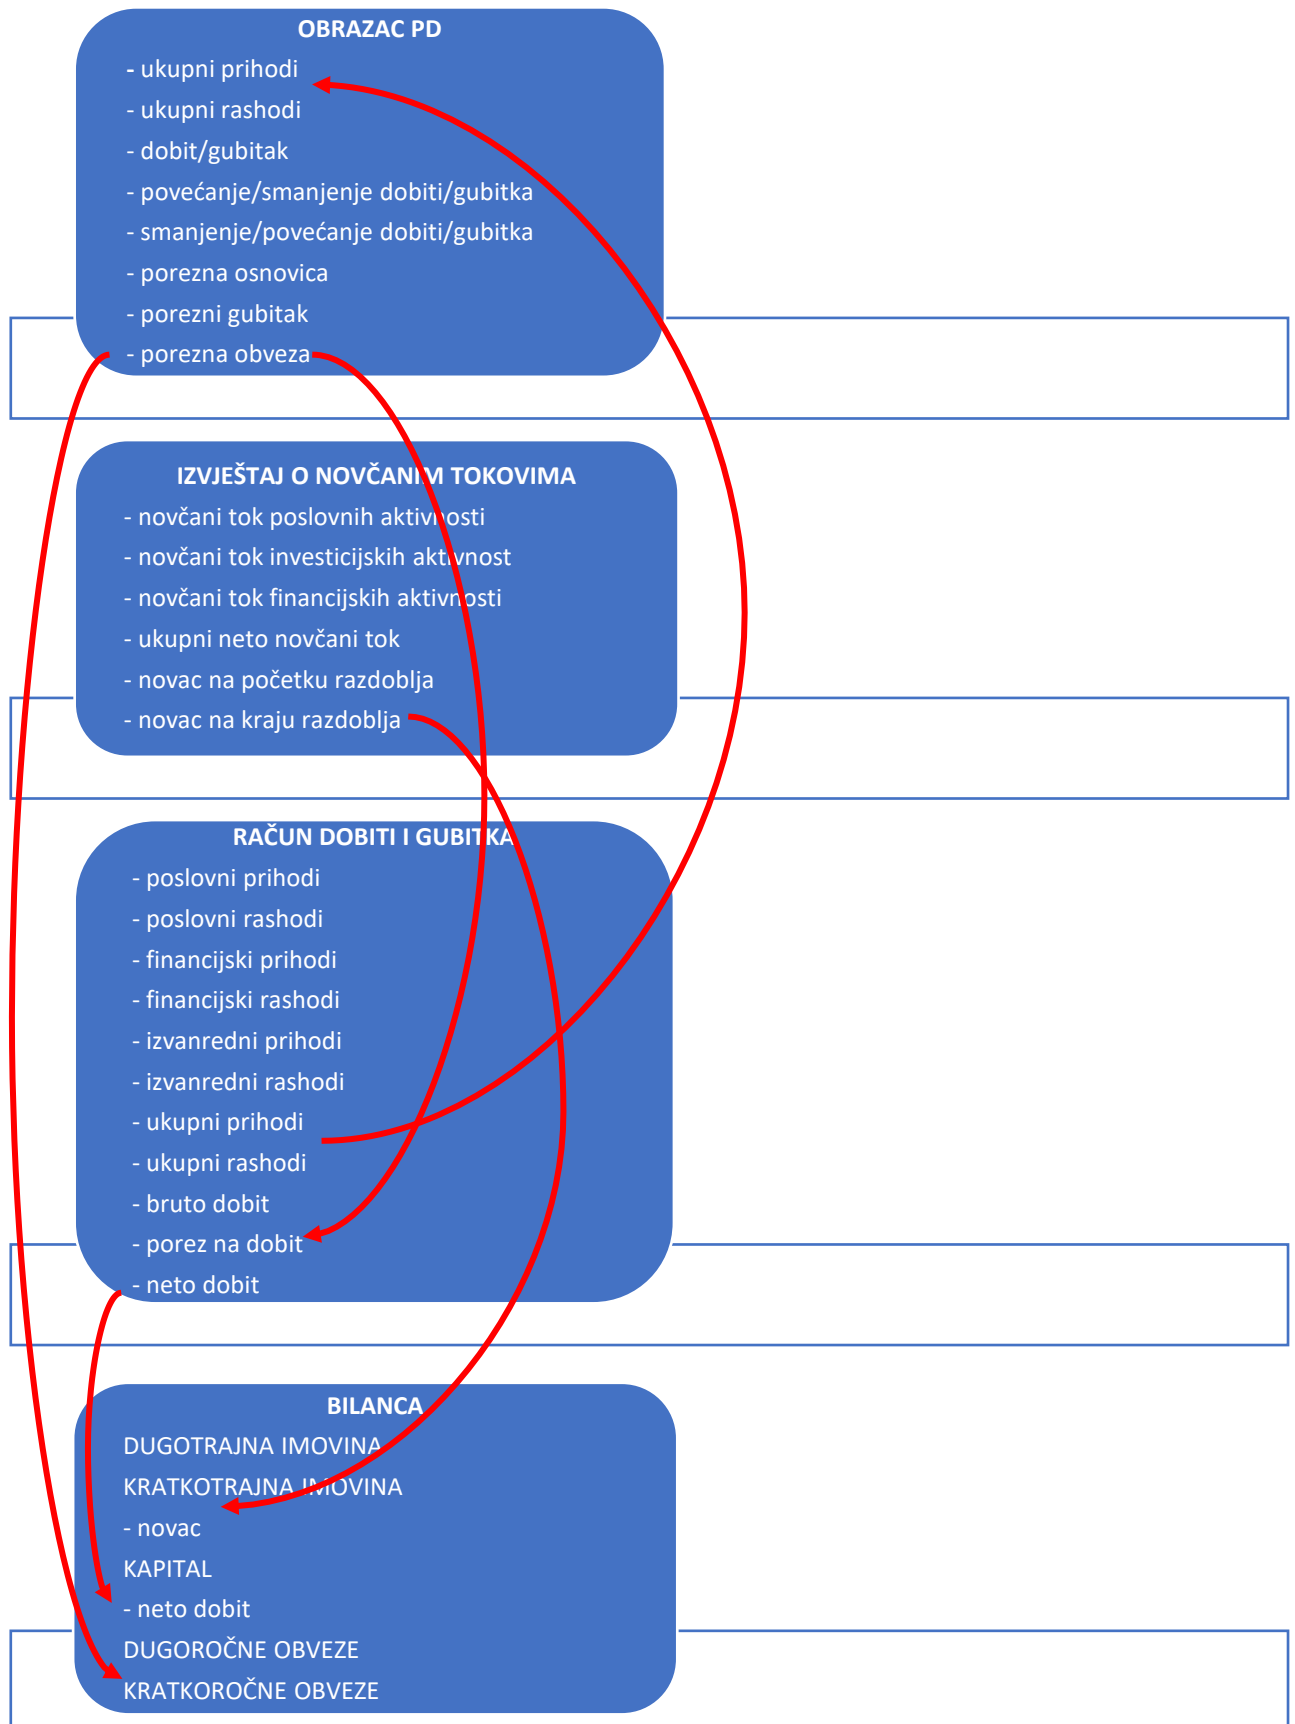 OBRAZAC PD
- ukupni prihodi
- ukupni rashodi
- dobit/gubitak
- povećanje/smanjenje dobiti/gubitka
- smanjenje/povećanje dobiti/gubitka
- porezna osnovica
- porezni gubitak
- porezna obveza
IZVJEŠTAJ O NOVČANIM TOKOVIMA
- novčani tok poslovnih aktivnosti
- novčani tok investicijskih aktivnost
- novčani tok financijskih aktivnosti
- ukupni neto novčani tok
- novac na početku razdoblja
- novac na kraju razdoblja
RAČUN DOBITI I GUBITKA
- poslovni prihodi
- poslovni rashodi
- financijski prihodi
- financijski rashodi
- izvanredni prihodi
- izvanredni rashodi
- ukupni prihodi
- ukupni rashodi
- bruto dobit
- porez na dobit
- neto dobit
BILANCA
DUGOTRAJNA IMOVINA
KRATKOTRAJNA IMOVINA
- novac
KAPITAL
- neto dobit
DUGOROČNE OBVEZE
KRATKOROČNE OBVEZE